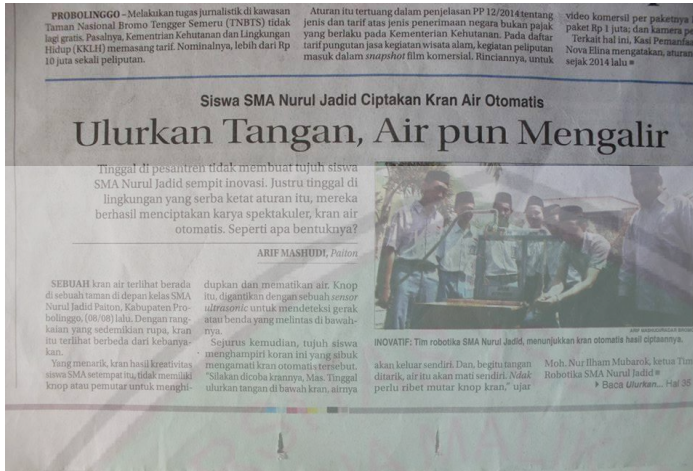 PROBOLINGGO – Melakukan tugas jurnalistik di kawasan
Taman Nasional Bromo Tengger Semeru (TNBTS) tidak
lagi gratis. Pasalnya, Kementrian Kehutanan dan Lingkungan
Hidup (KKLH) memasang tarif. Nominalnya, lebih dari Rp
10 juta sekali peliputan.
Aturan itu tertuang dalam penjelasan PP 12/2014 tentang
jenis dan tarif atas jenis penerimaan negara bukan pajak
yang berlaku pada Kementerian Kehutanan. Pada daftar
tarif pungutan jasa kegiatan wisata alam, kegiatan peliputan
masuk dalam snapshot film komersial. Rinciannya, untuk
video komersil per paketnya
paket Rp 1 juta; dan kamera pe
Terkait hal ini, Kasi Pemanfa
Nova Elina mengatakan, aturan
sejak 2014 lalu
Siswa SMA Nurul Jadid Ciptakan Kran Air Otomatis
Ulurkan Tangan, Air pun Mengalir
Tinggal di pesantren tidak membuat tujuh siswa
SMA Nurul Jadid sempit inovasi. Justru tinggal di
lingkungan yang serba ketat aturan itu, mereka
berhasil menciptakan karya spektakuler, kran air
otomatis. Seperti apa bentuknya?
ARIF MASHUDI, Paiton
SEBUAH kran air terlihat berada
di sebuah taman di depan kelas SMA
Nurul Jadid Paiton, Kabupaten Pro-
bolinggo, (08/08) lalu. Dengan rang-
kaian yang sedemikian rupa, kran
itu terlihat berbeda dari kebanya-
kan.
Yang menarik, kran hasil kreativitas
siswa SMA setempat itu, tidak memiliki
knop atau pemutar untuk menghi-
dupkan dan mematikan air. Knop
itu, digantikan dengan sebuah sensor
ultrasonic untuk mendeteksi gerak
atau benda yang melintas di bawah-
nya.
Sejurus kemudian, tujuh siswa
menghampiri koran ini yang sibuk
mengamati kran otomatis tersebut.
"Silakan dicoba krannya, Mas. Tinggal
ulurkan tangan di bawah kran, airnya
INOVATIF: Tim robotika SMA Nurul Jadid, menunjukkan kran otomatis hasil ciptaannya.
akan keluar sendiri. Dan, begitu tangan
ditarik, air itu akan mati sendiri. Ndak
perlu ribet mutar knop kran," ujar
Moh. Nur Ilham Mubarok, ketua Tim
Robotika SMA Nurul Jadid
Baca Ulurkan... Hal 35